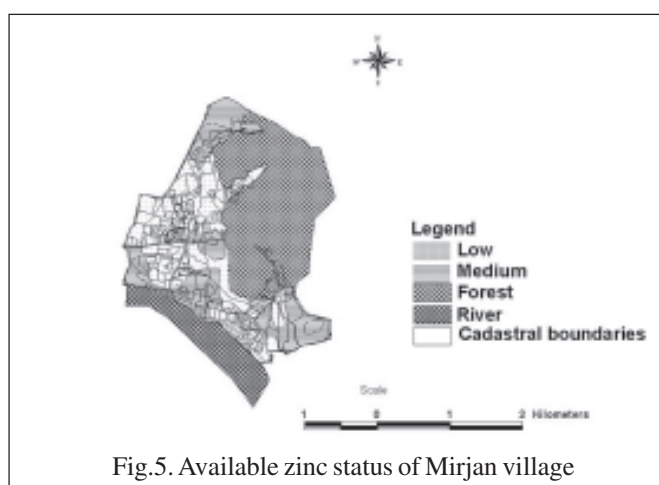 N
W E
S
Legend
Low
Medium
Forest
River
Cadastral boundaries
Scale
1 0 1 2 Kilometers
Fig.5. Available zinc status of Mirjan village